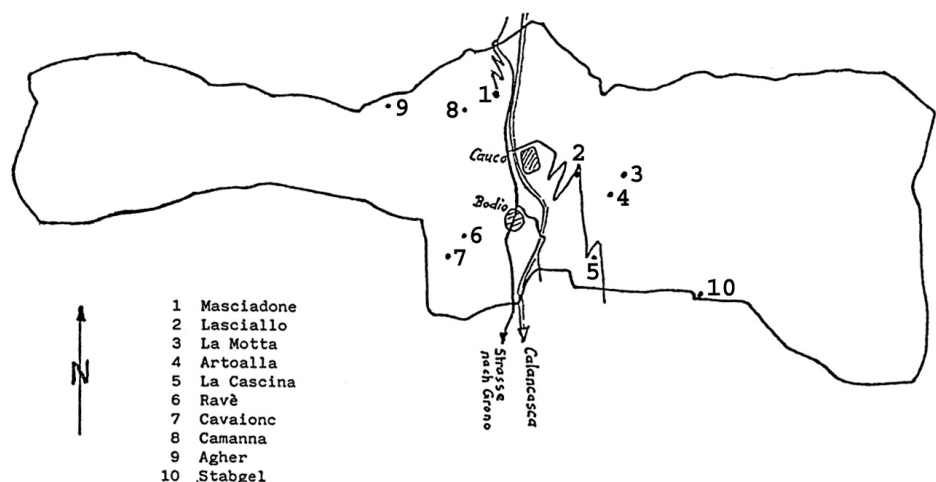 9
8
1
Cauco
2
3
4
Bodio
6
7
5
10
N
Strasse
nach Grono
Calancasca
1 Masciadone
2 Lasciallo
3 La Motta
4 Artoalla
5 La Cascina
6 Ravè
7 Cavaionc
8 Camanna
9 Agher
10 Stabgel